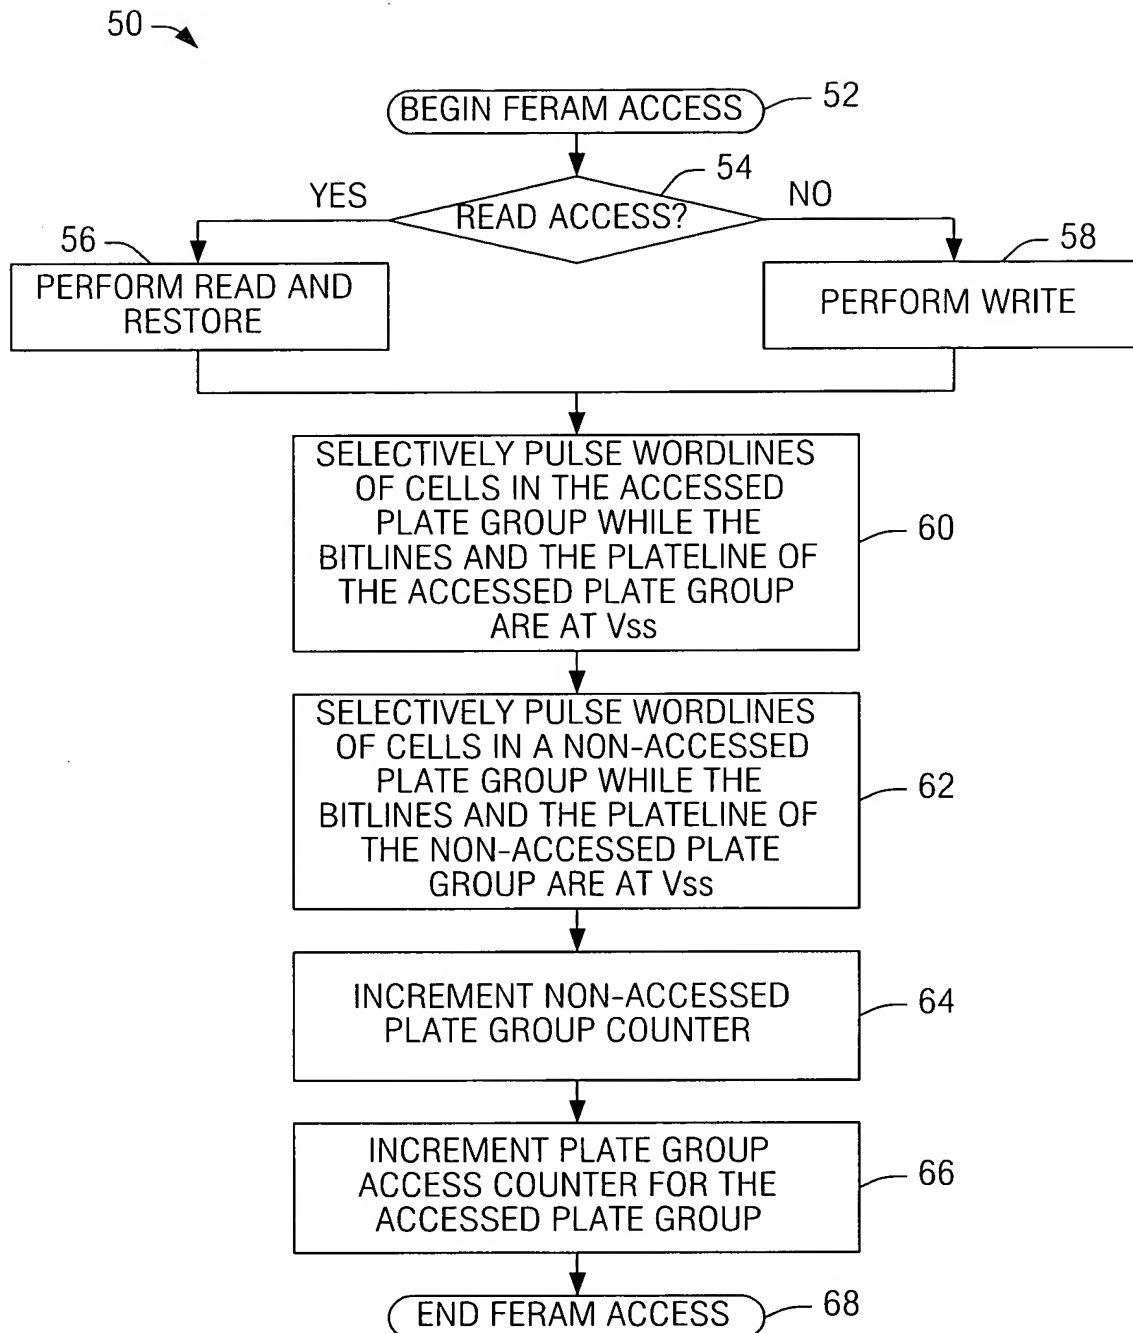 50
BEGIN FERAM ACCESS
52
54
YES
READ ACCESS?
NO
56
58
PERFORM READ AND
RESTORE
PERFORM WRITE
SELECTIVELY PULSE WORDLINES
OF CELLS IN THE ACCESSED
PLATE GROUP WHILE THE
BITLINES AND THE PLATELINE OF
THE ACCESSED PLATE GROUP
ARE AT Vss
60
SELECTIVELY PULSE WORDLINES
OF CELLS IN A NON-ACCESSED
PLATE GROUP WHILE THE
BITLINES AND THE PLATELINE OF
THE NON-ACCESSED PLATE
GROUP ARE AT Vss
62
INCREMENT NON-ACCESSED
PLATE GROUP COUNTER
64
INCREMENT PLATE GROUP
ACCESS COUNTER FOR THE
ACCESSED PLATE GROUP
66
END FERAM ACCESS
68